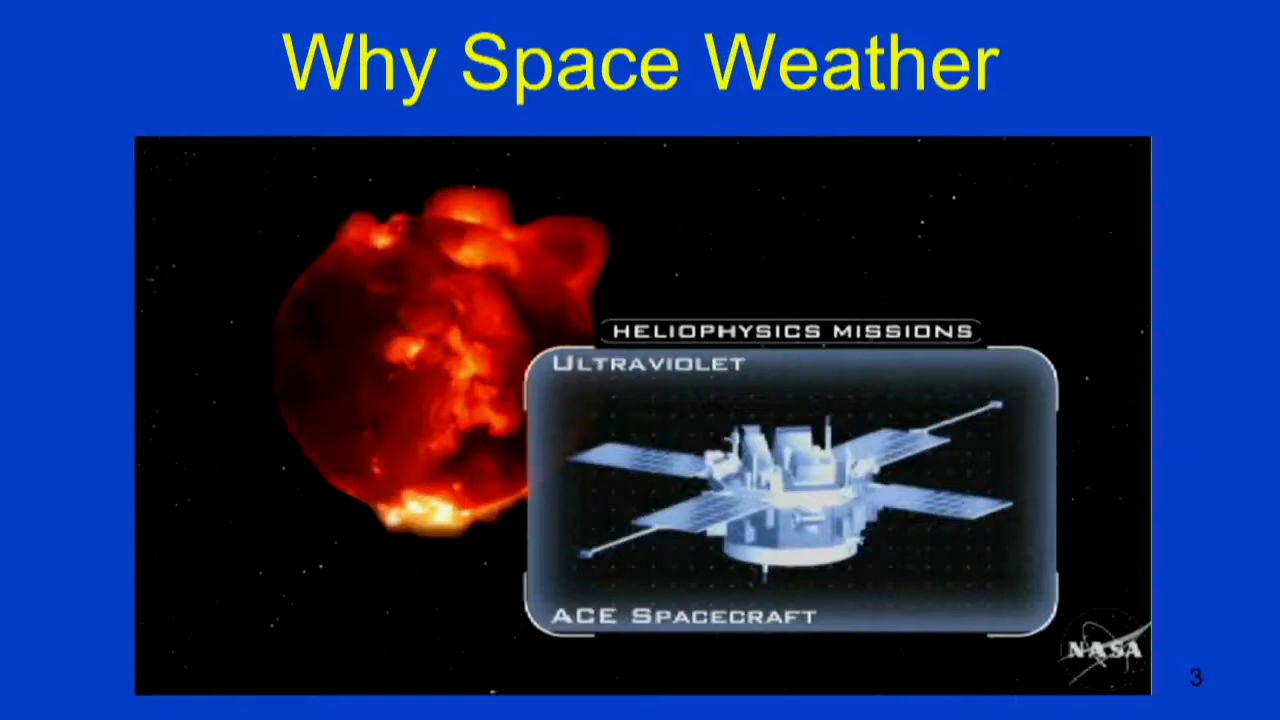 Why Space Weather
HELIOPHYSICS MISSIONS
ULTRAVIOLET
ACE SPACECRAFT
NASA
3